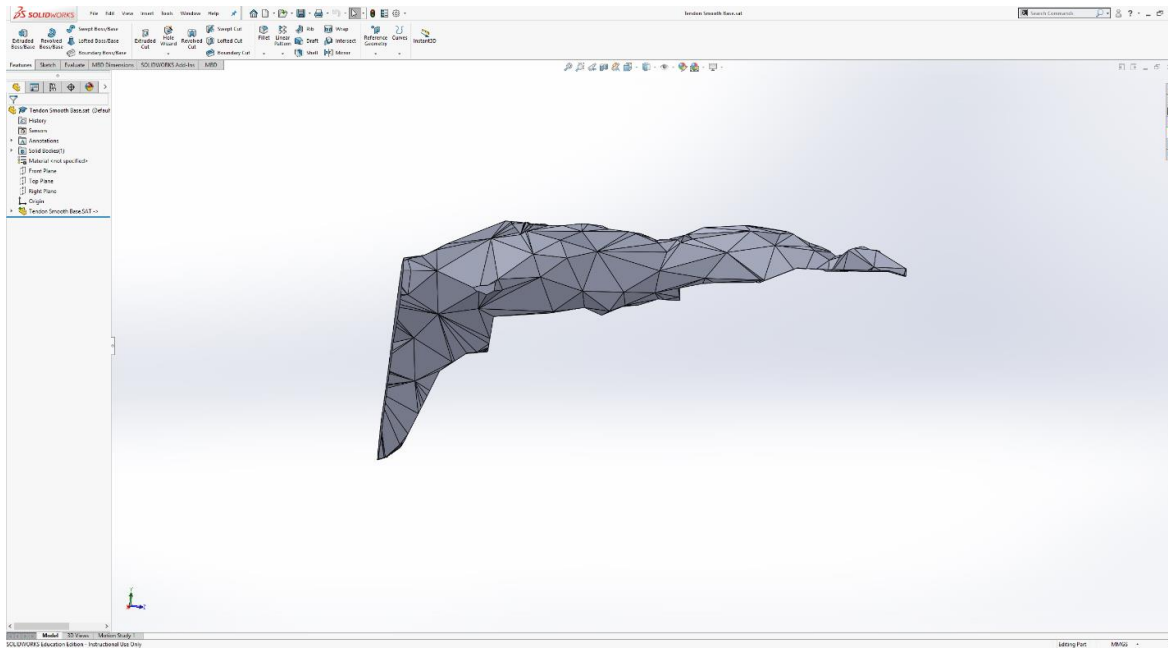 SOLIDWORKS File Edit View Insert Tools Window Help Tendon Smooth Base.sat Search Commands
Extruded Boss/Base Revolved Boss/Base Swept Boss/Base Lofted Boss/Base Boundary Boss/Base Extruded Cut Hole Wizard Revolved Cut Swept Cut Lofted Cut Boundary Cut Fillet Linear Pattern Rib Draft Shell Wrap Intersect Mirror Reference Geometry Curves Instant3D
Features Sketch Evaluate MBD Dimensions SOLIDWORKS Add-Ins MBD
Tendon Smooth Base.sat (Default
History
Sensors
Annotations
Solid Bodies(1)
Material <not specified>
Front Plane
Top Plane
Right Plane
Origin
Tendon Smooth Base.SAT ->
Model 3D Views Motion Study 1
SOLIDWORKS Education Edition - Instructional Use Only Editing Part MMGS